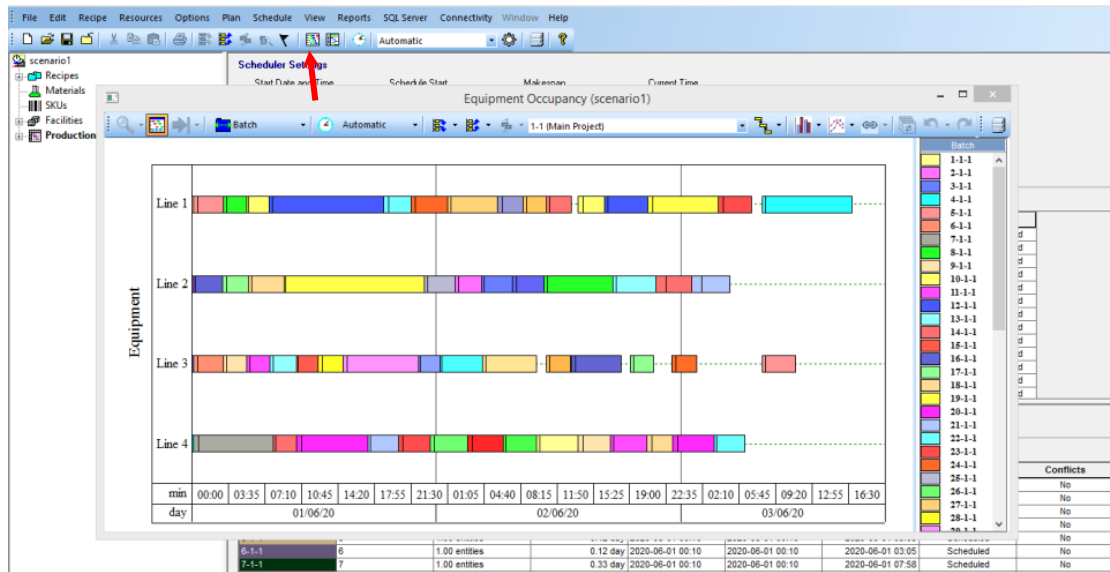 File Edit Recipe Resources Options Plan Schedule View Reports SQL Server Connectivity Window Help
Automatic
scenario1
Recipes
Materials
SKUs
Facilities
Production
Scheduler Settings
Start Date and Time Schedule Start Makespan Current Time
Equipment Occupancy (scenario1)
Batch Automatic 1-1 (Main Project)
Batch
1-1-1
2-1-1
3-1-1
4-1-1
5-1-1
6-1-1
7-1-1
8-1-1
9-1-1
10-1-1
11-1-1
12-1-1
13-1-1
14-1-1
15-1-1
16-1-1
17-1-1
18-1-1
19-1-1
20-1-1
21-1-1
22-1-1
23-1-1
24-1-1
25-1-1
26-1-1
27-1-1
28-1-1
Equipment
Line 1
Line 2
Line 3
Line 4
min 00:00 03:35 07:10 10:45 14:20 17:55 21:30 01:05 04:40 08:15 11:50 15:25 19:00 22:35 02:10 05:45 09:20 12:55 16:30
day 01/06/20 02/06/20 03/06/20
Conflicts
No
No
No
No
No
6-1-1 6 1.00 entities 0.12 day 2020-06-01 00:10 2020-06-01 00:10 2020-06-01 03:05 Scheduled No
7-1-1 7 1.00 entities 0.33 day 2020-06-01 00:10 2020-06-01 00:10 2020-06-01 07:58 Scheduled No